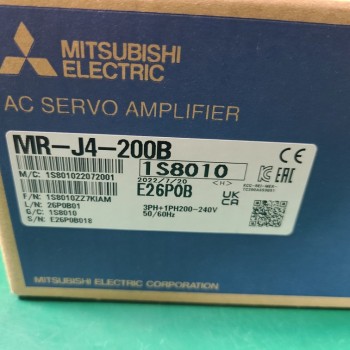 MITSUBISHI
ELECTRIC
AC SERVO AMPLIFIER
MR-J4-200B
1S8010
M/C: 1S801022072001
2022/7/20 <H>
E26P0B
F/N: 1S8010ZZ7KIAM
L/N: 26P0B01
G/C: 1S8010
S/N: E26P0B018
3PH+1PH200-240V
50/60Hz
CE
EAC
UK
CA
MITSUBISHI ELECTRIC CORPORATION